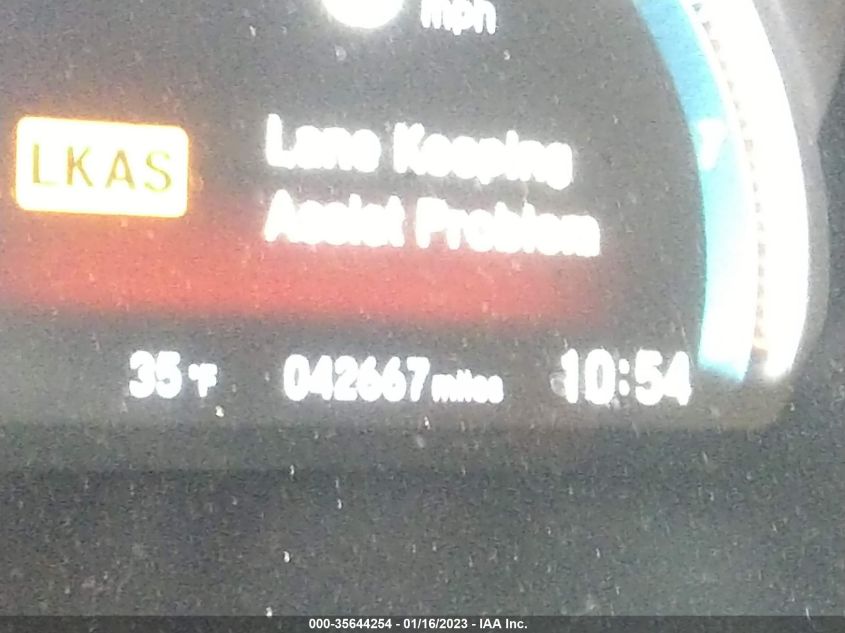 mph
LKAS
Lane Keeping
Assist Problem
35 °F 042667 miles 10:54
000-35644254 - 01/16/2023 - IAA Inc.